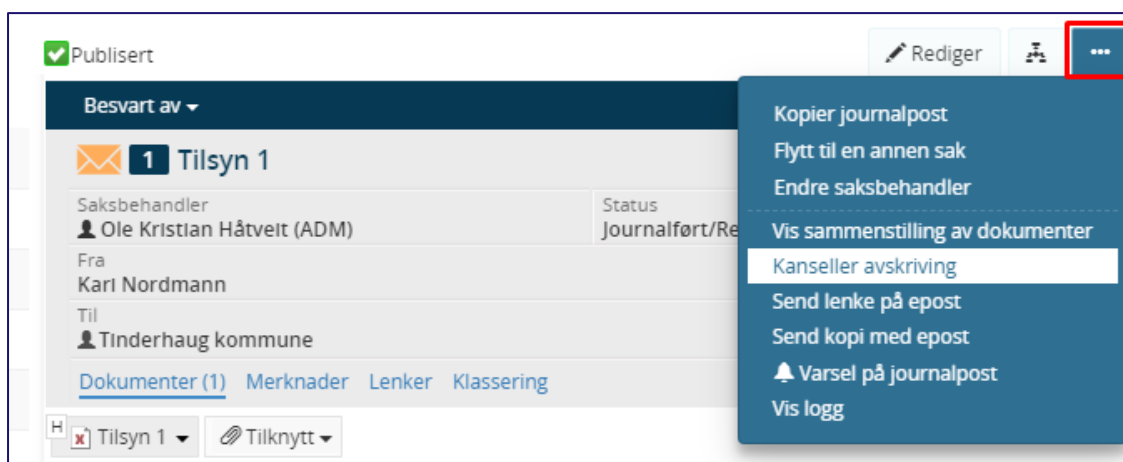 Publisert
Rediger
Besvart av
1 Tilsyn 1
Saksbehandler
Ole Kristian Håtveit (ADM)
Status
Journalført/Re
Fra
Kari Nordmann
Til
Tinderhaug kommune
Dokumenter (1) Merknader Lenker Klassering
H
Tilsyn 1
Tilknytt
Kopier journalpost
Flytt til en annen sak
Endre saksbehandler
Vis sammenstilling av dokumenter
Kanseller avskriving
Send lenke på epost
Send kopi med epost
Varsel på journalpost
Vis logg